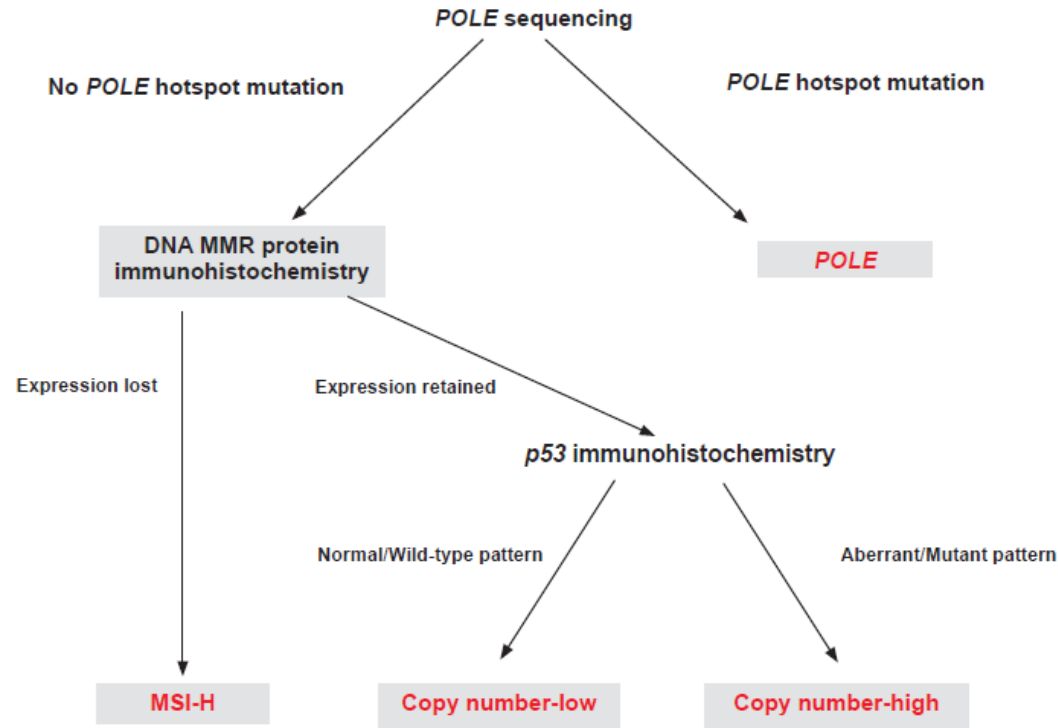 POLE sequencing
No POLE hotspot mutation
POLE hotspot mutation
DNA MMR protein
immunohistochemistry
POLE
Expression lost
Expression retained
p53 immunohistochemistry
Normal/Wild-type pattern
Aberrant/Mutant pattern
MSI-H
Copy number-low
Copy number-high